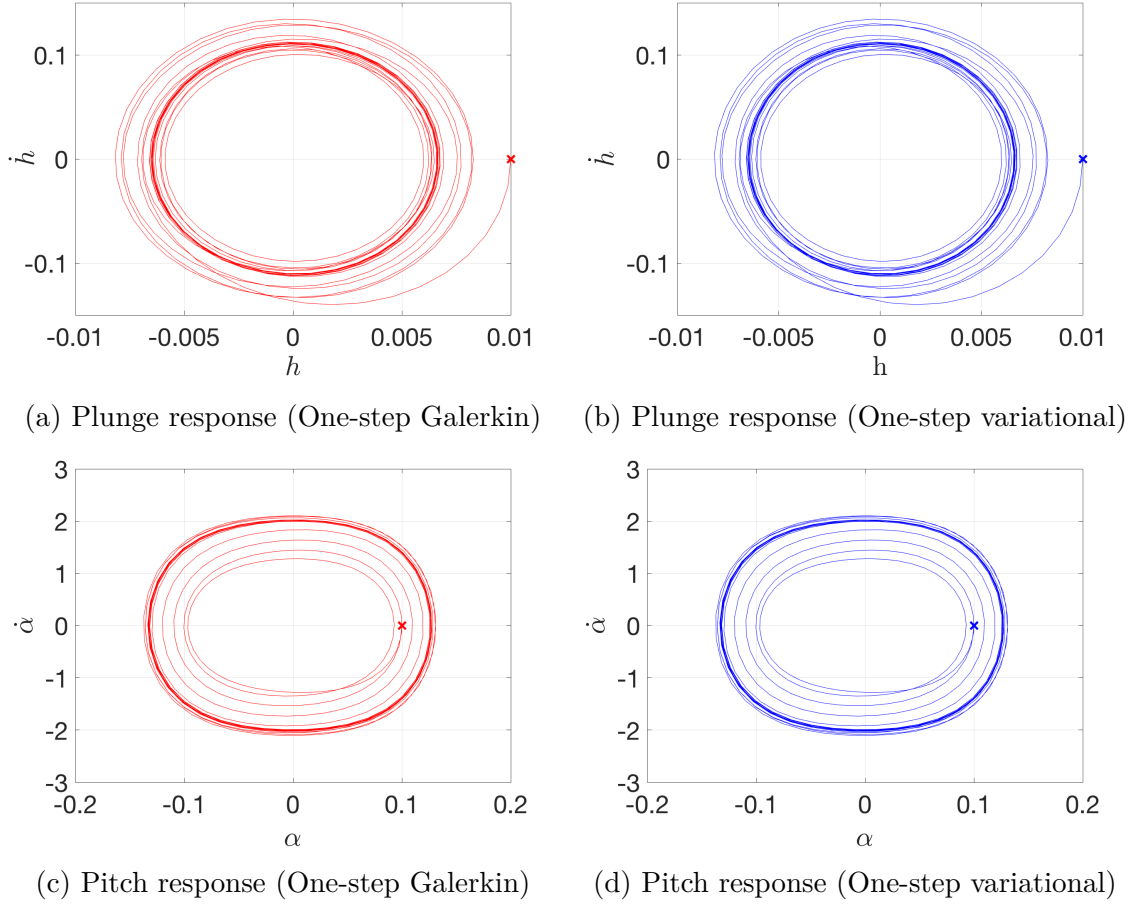 ḣ
0.1
0
-0.1
-0.01 -0.005 0 0.005 0.01
h
(a) Plunge response (One-step Galerkin)
ḣ
0.1
0
-0.1
-0.01 -0.005 0 0.005 0.01
h
(b) Plunge response (One-step variational)
α̇
3
2
1
0
-1
-2
-3
-0.2 -0.1 0 0.1 0.2
α
(c) Pitch response (One-step Galerkin)
α̇
3
2
1
0
-1
-2
-3
-0.2 -0.1 0 0.1 0.2
α
(d) Pitch response (One-step variational)